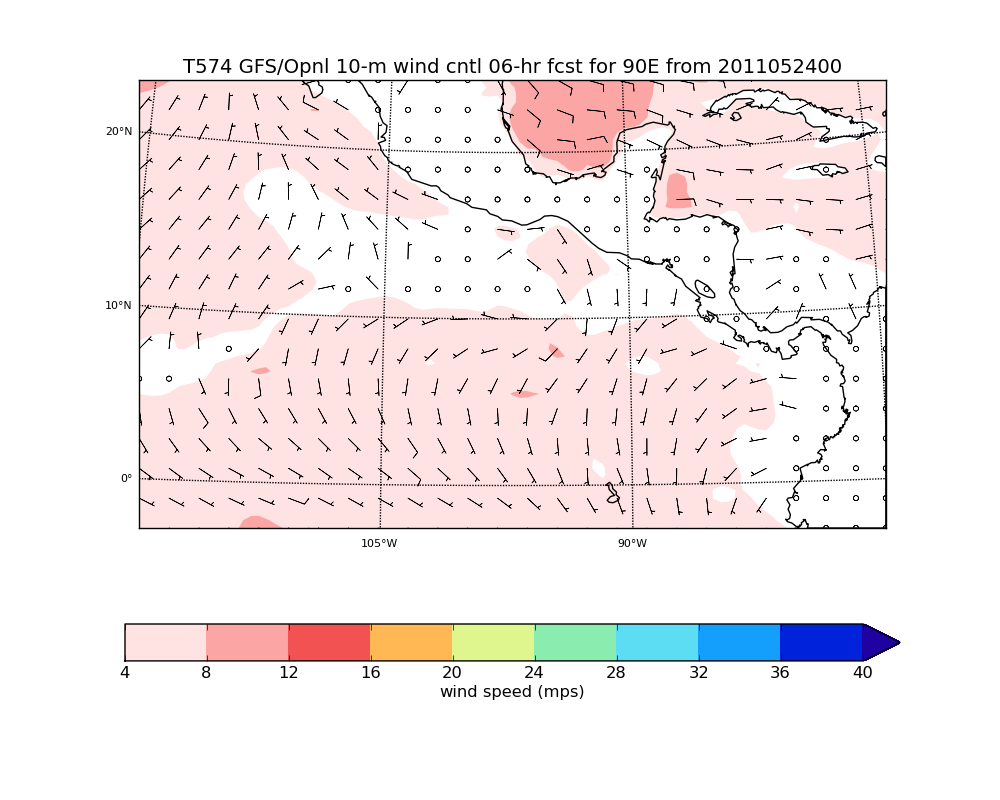 T574 GFS/Opnl 10-m wind cntl 06-hr fcst for 90E from 2011052400
20°N
10°N
0°
105°W 90°W
4 8 12 16 20 24 28 32 36 40
wind speed (mps)